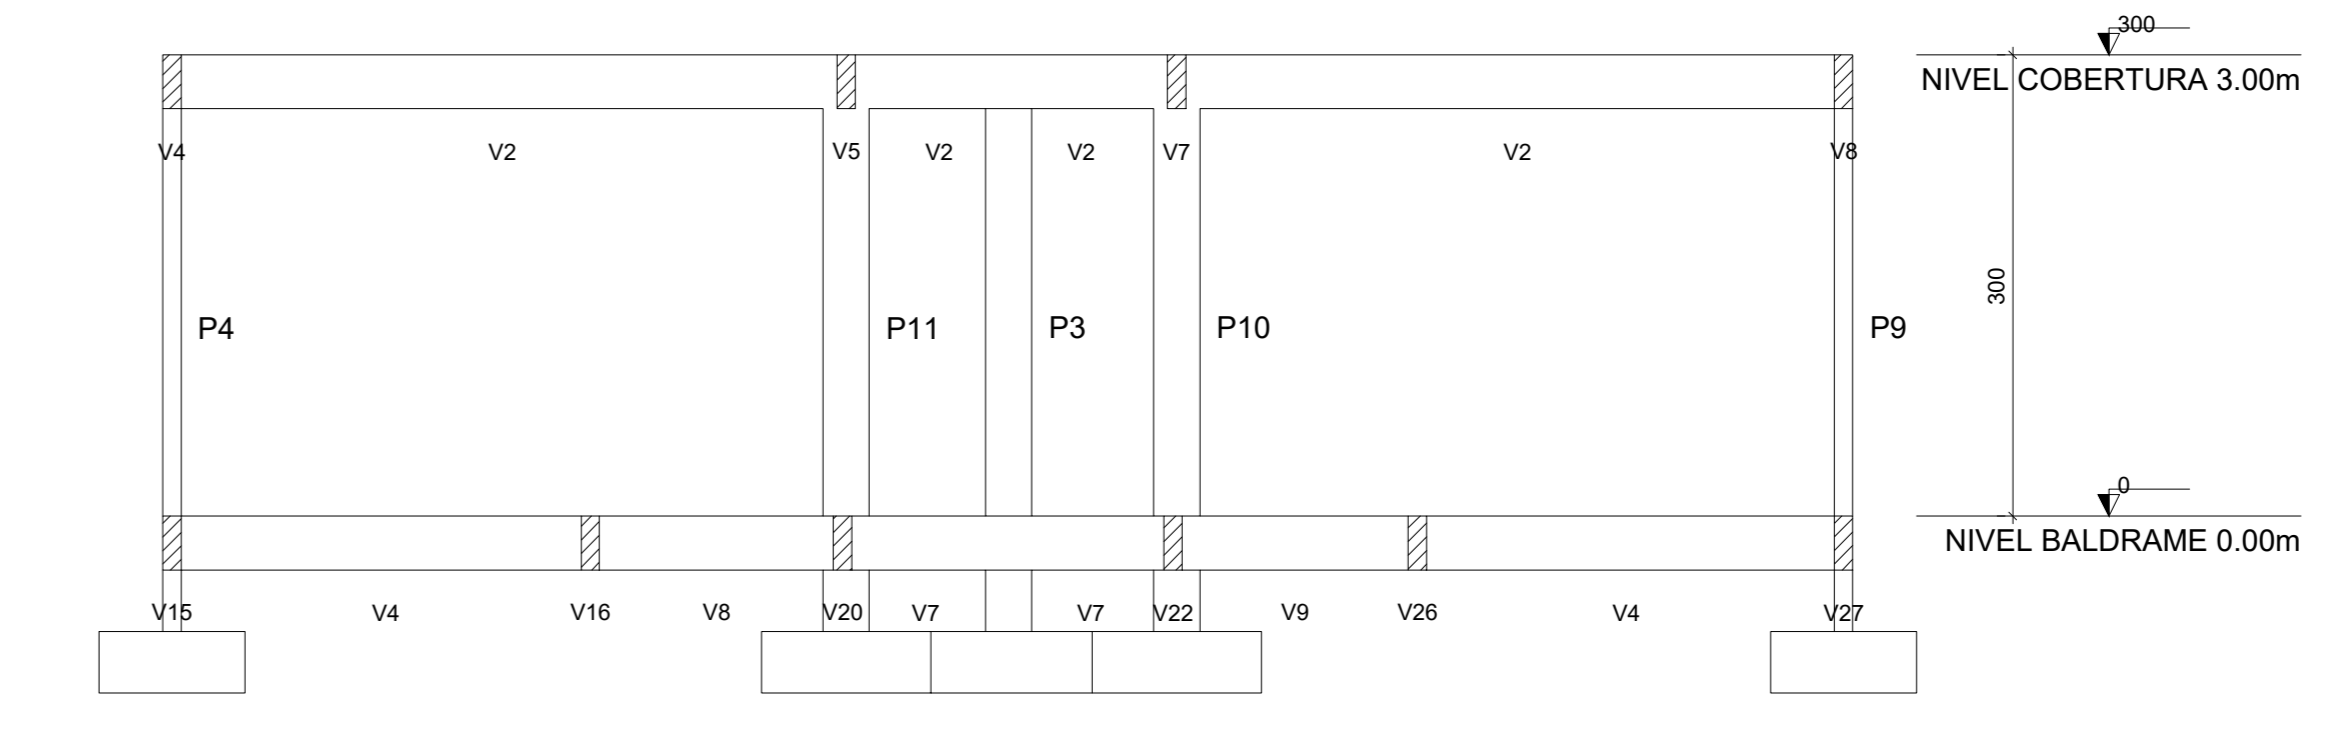 300
NIVEL COBERTURA 3.00m
V4
V2
V5
V2
V2
V7
V2
V8
300
P4
P11
P3
P10
P9
0
NIVEL BALDRAME 0.00m
V15
V4
V16
V8
V20
V7
V7
V22
V9
V26
V4
V27